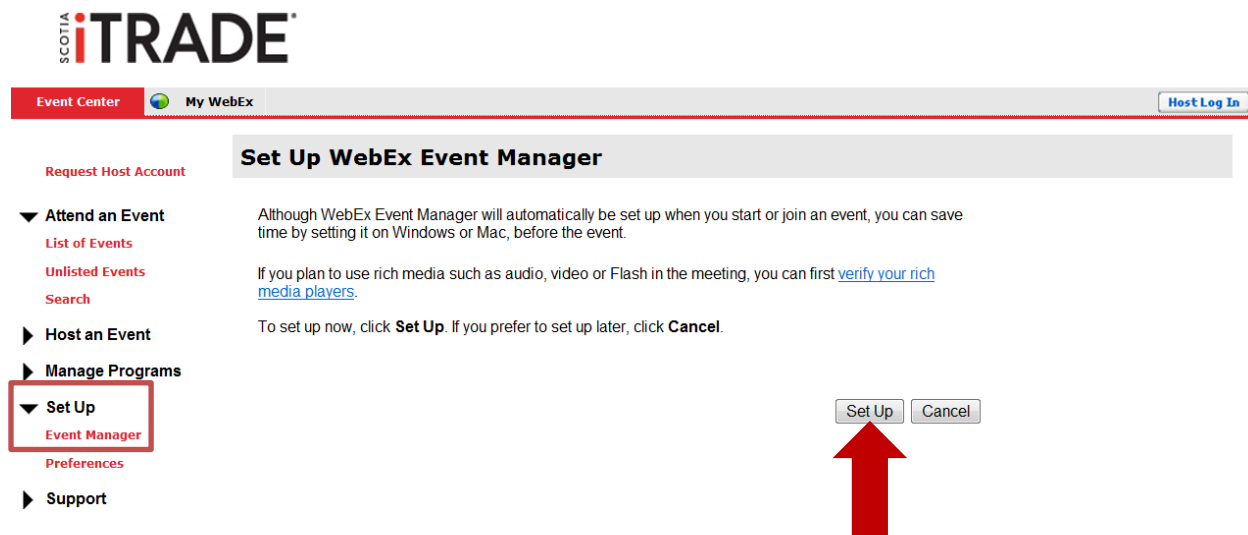 SCOTIA iTRADE
Event Center
My WebEx
Host Log In
Request Host Account
Attend an Event
List of Events
Unlisted Events
Search
Host an Event
Manage Programs
Set Up
Event Manager
Preferences
Support
Set Up WebEx Event Manager
Although WebEx Event Manager will automatically be set up when you start or join an event, you can save
time by setting it on Windows or Mac, before the event.
If you plan to use rich media such as audio, video or Flash in the meeting, you can first verify your rich
media players.
To set up now, click Set Up. If you prefer to set up later, click Cancel.
Set Up
Cancel